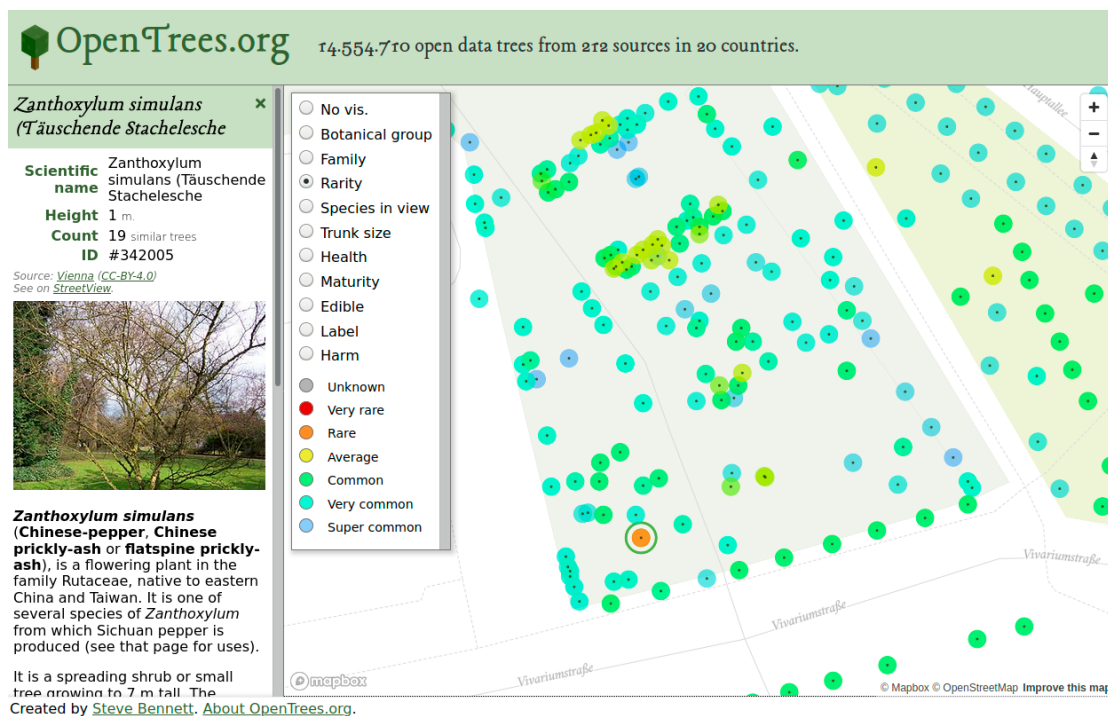 OpenTrees.org
14.554.710 open data trees from 212 sources in 20 countries.
Zanthoxylum simulans
(Täuschende Stachelesche
×
Scientific name
Zanthoxylum
simulans (Täuschende
Stachelesche
Height 1 m.
Count 19 similar trees
ID #342005
Source: Vienna (CC-BY-4.0)
See on StreetView.
Zanthoxylum simulans
(Chinese-pepper, Chinese
prickly-ash or flatspine prickly-
ash), is a flowering plant in the
family Rutaceae, native to eastern
China and Taiwan. It is one of
several species of Zanthoxylum
from which Sichuan pepper is
produced (see that page for uses).
It is a spreading shrub or small
tree growing to 7 m tall. The
No vis.
Botanical group
Family
Rarity
Species in view
Trunk size
Health
Maturity
Edible
Label
Harm
Unknown
Very rare
Rare
Average
Common
Very common
Super common
Hauptallee
+
−
Vivariumstraße
Vivariumstraße
Vivariumstraße
mapbox
© Mapbox © OpenStreetMap Improve this map
Created by Steve Bennett. About OpenTrees.org.